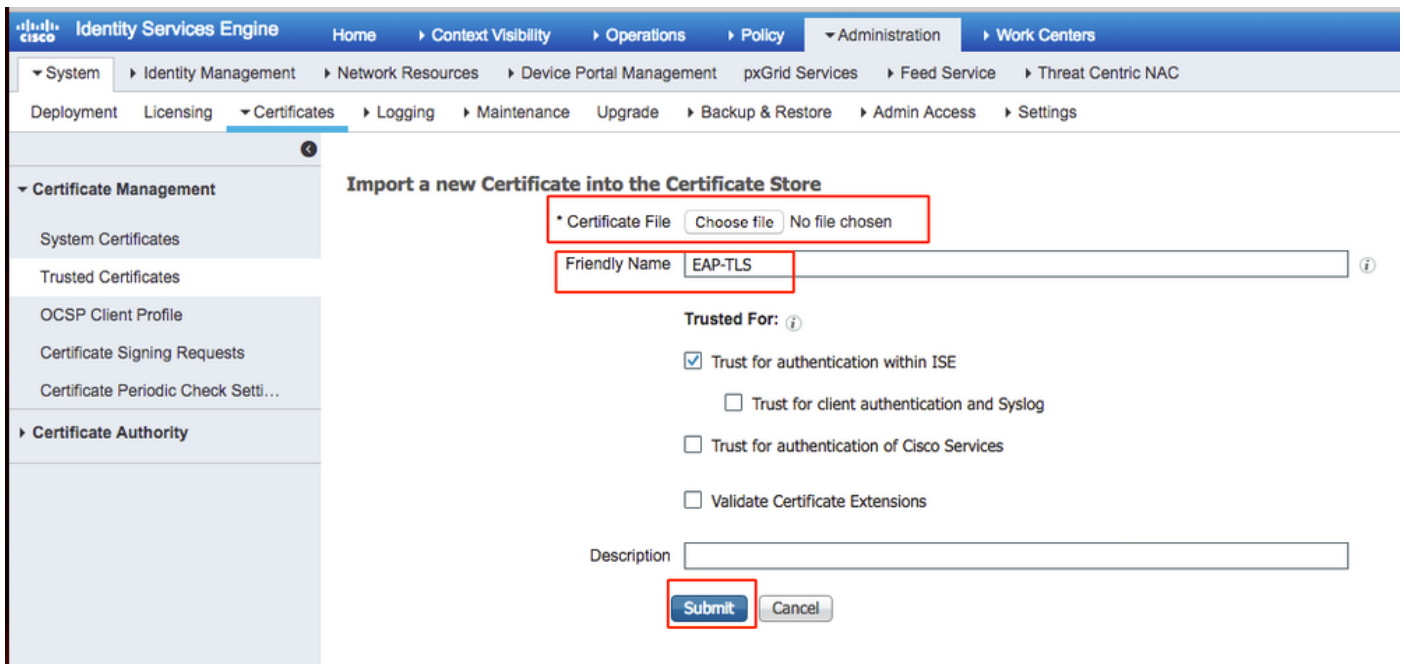 cisco Identity Services Engine Home Context Visibility Operations Policy Administration Work Centers
System Identity Management Network Resources Device Portal Management pxGrid Services Feed Service Threat Centric NAC
Deployment Licensing Certificates Logging Maintenance Upgrade Backup & Restore Admin Access Settings
Certificate Management
System Certificates
Trusted Certificates
OCSP Client Profile
Certificate Signing Requests
Certificate Periodic Check Setti...
Certificate Authority
Import a new Certificate into the Certificate Store
* Certificate File Choose file No file chosen
Friendly Name EAP-TLS
Trusted For:
Trust for authentication within ISE
Trust for client authentication and Syslog
Trust for authentication of Cisco Services
Validate Certificate Extensions
Description
Submit Cancel